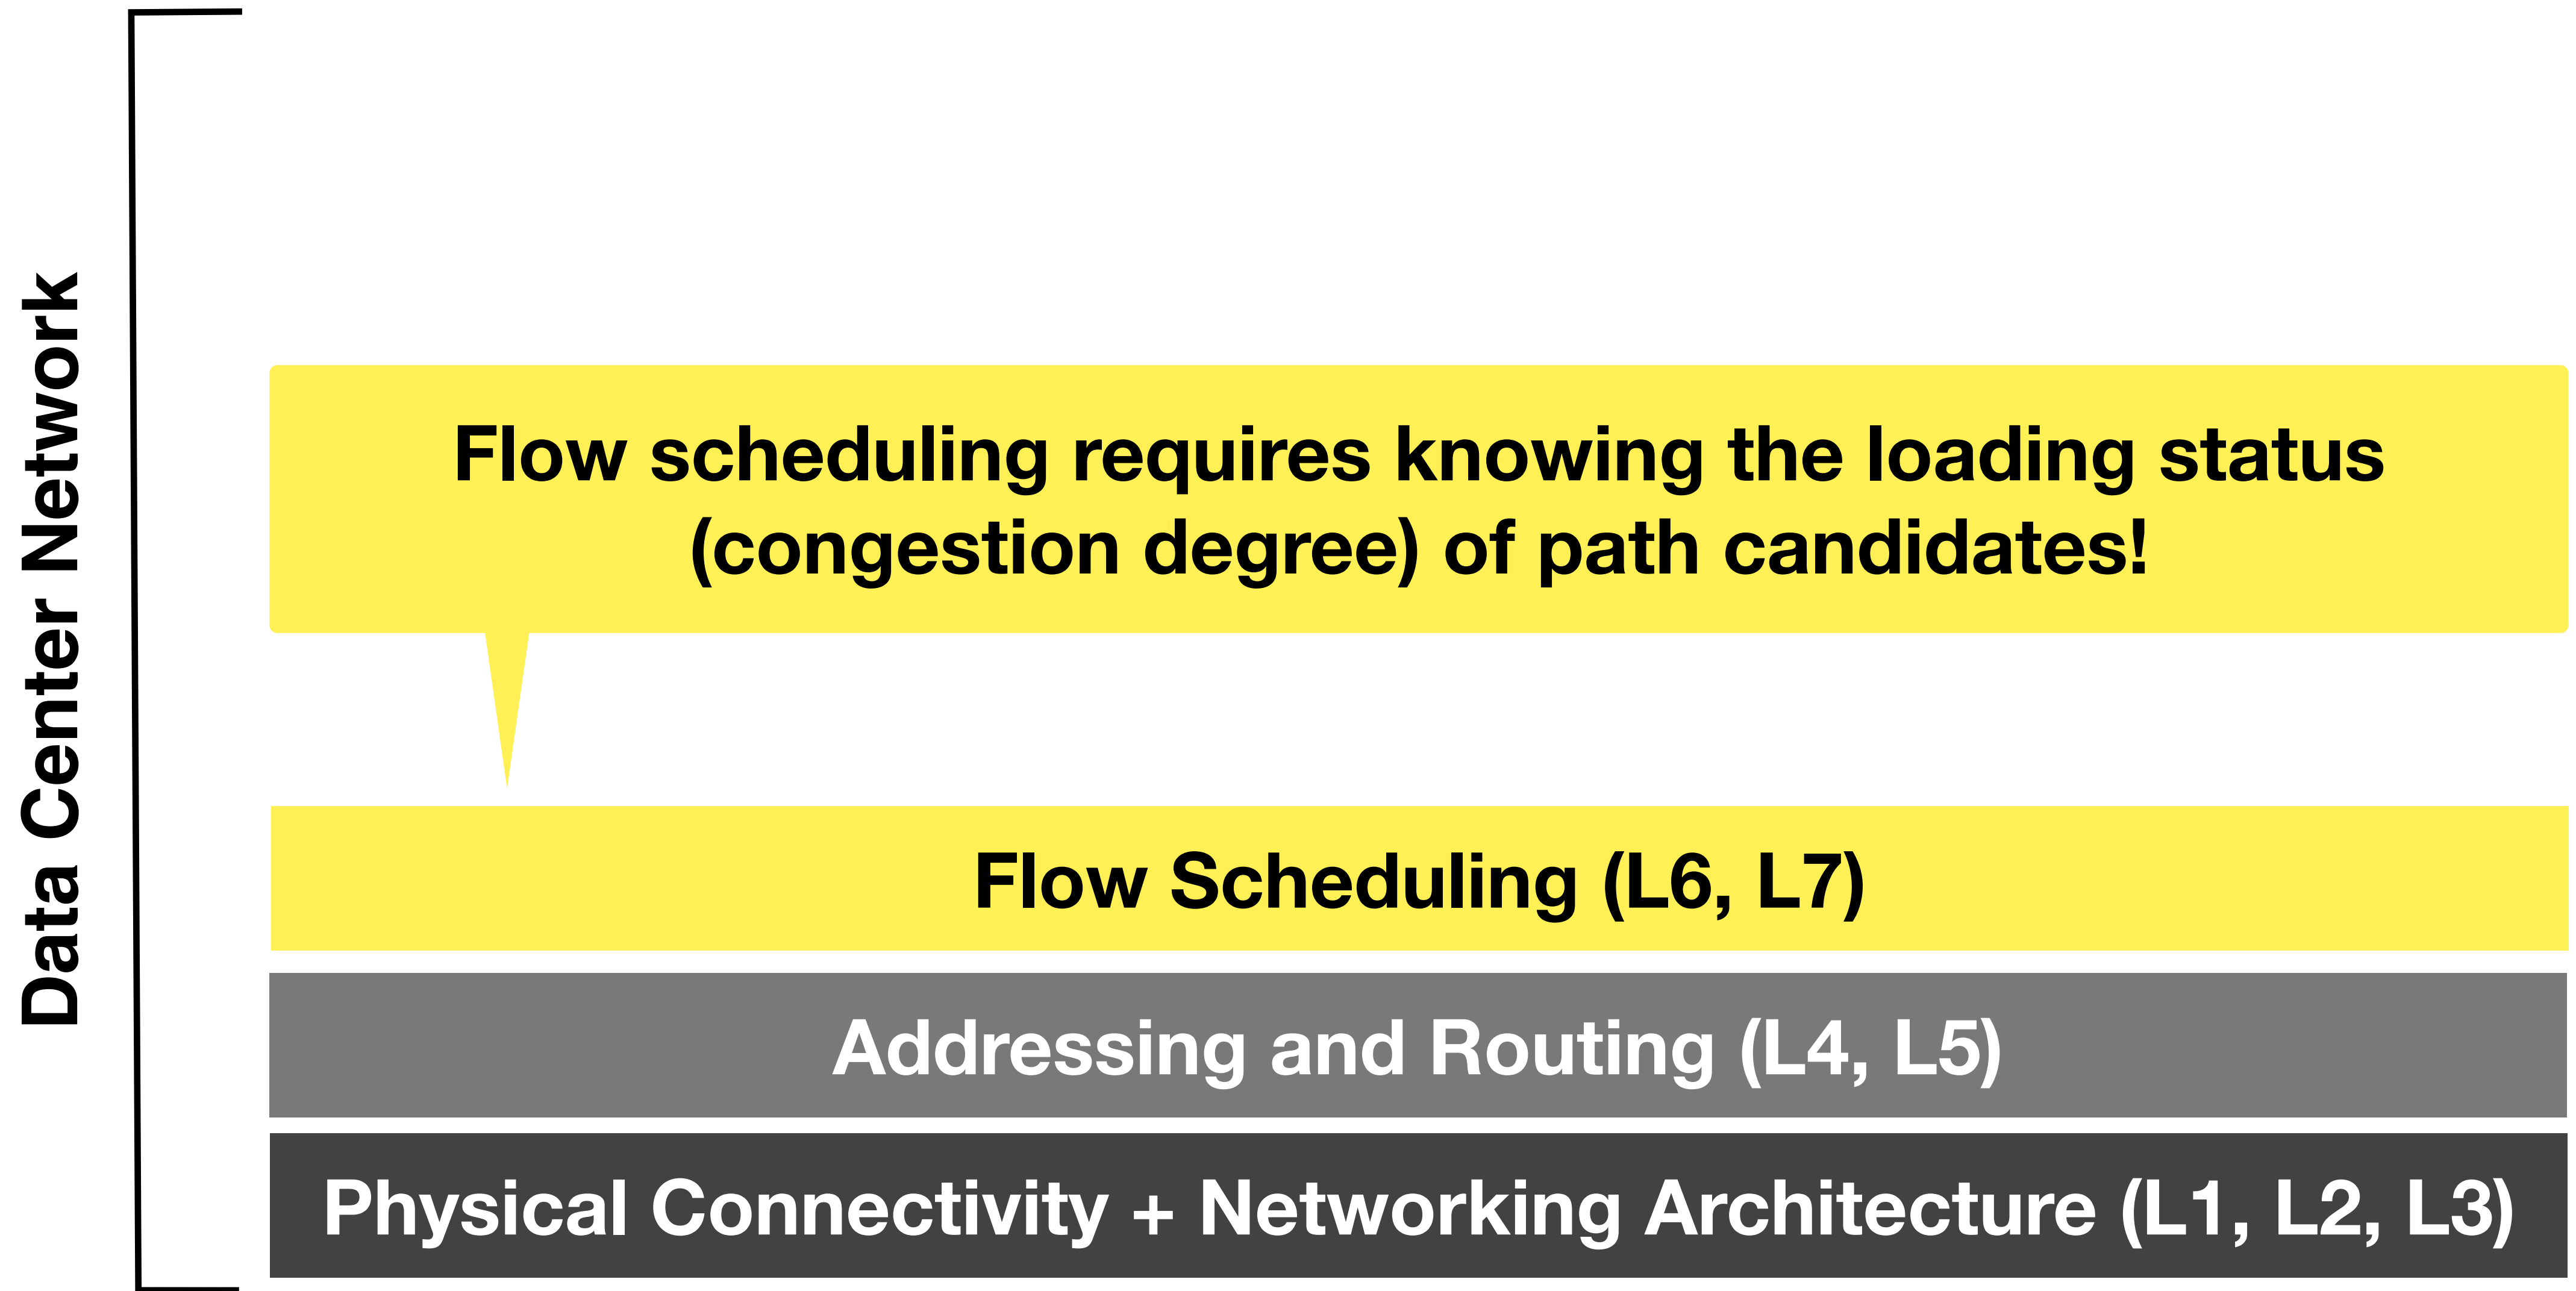 Data Center Network
Flow scheduling requires knowing the loading status
(congestion degree) of path candidates!
Flow Scheduling (L6, L7)
Addressing and Routing (L4, L5)
Physical Connectivity + Networking Architecture (L1, L2, L3)